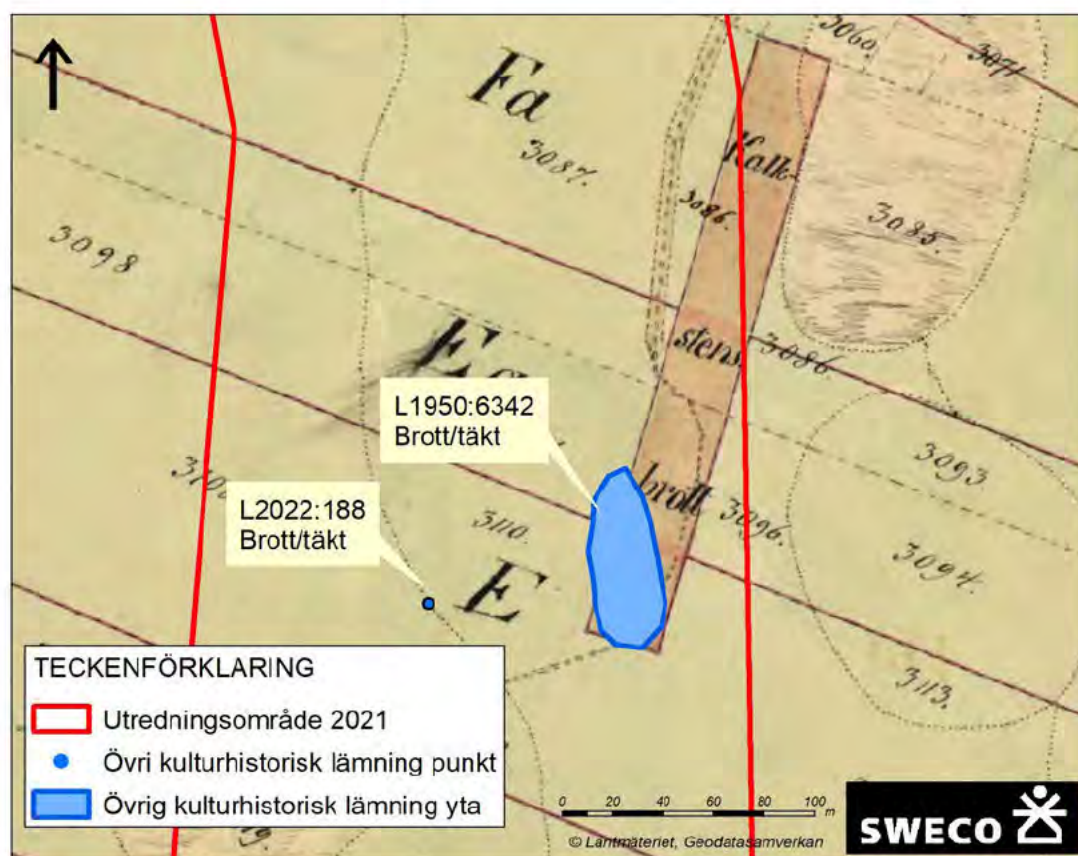 3060.
3071
Fa
3087.
Kalk-
3086.
3085.
3098
stens
3086.
L1950:6342
Brott/täkt
3093
brott
3096.
L2022:188
Brott/täkt
3110.
3094.
E
3113.
TECKENFÖRKLARING
Utredningsområde 2021
Övri kulturhistorisk lämning punkt
Övrig kulturhistorisk lämning yta
0 20 40 60 80 100
m
© Lantmäteriet, Geodatasamverkan
SWECO